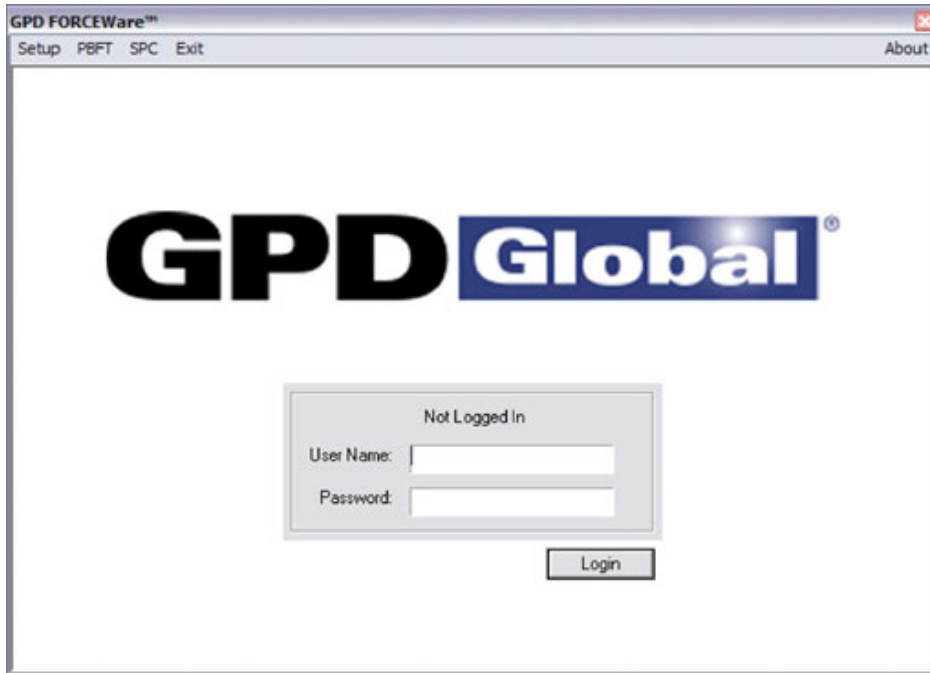 GPD FORCEWare™
Setup PBFT SPC Exit About
GPD Global®
Not Logged In
User Name:
Password:
Login